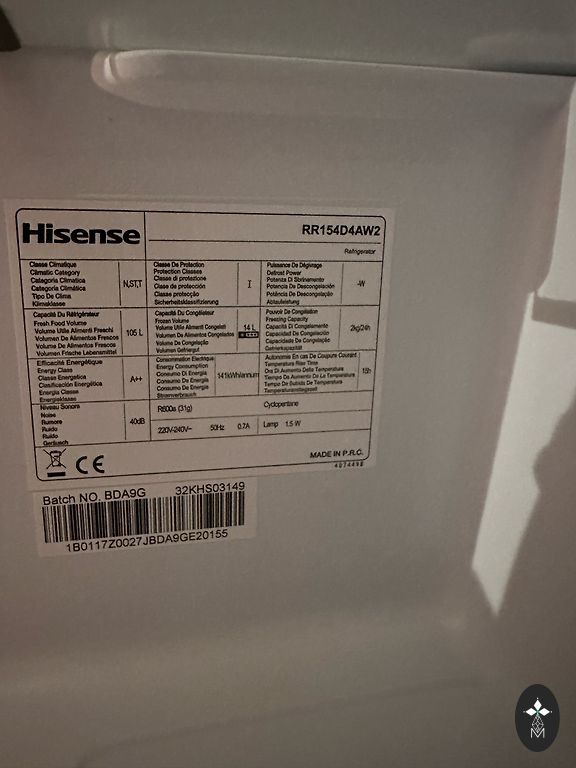 Hisense
RR154D4AW2
Refrigerator
Classe Climatique
Climatic Category
Categoria Climatica
Categoría Climática
Tipo De Clima
Klimaklasse
N,ST,T
Classe De Protection
Protection Classes
Classe di protezione
Clase de protección
Classe protecção
Sicherheitsklassifizierung
I
Puissance De Dégivrage
Defrost Power
Potenza Di Sbrinamento
Potencia De Descongelación
Potência De Descongelação
Abtauleistung
-W
Capacité Du Réfrigérateur
Fresh Food Volume
Volume Utile Alimenti Freschi
Volumen De Alimentos Frescos
Volume De Alimentos Frescos
Volumen Frische Lebensmittel
105 L
Capacité Du Congélateur
Frozen Volume
Volume Utile Alimenti Congelati
Volumen De Alimentos Congelados
Volume De Congelação
Volumen Gefriergut
14 L
Pouvoir De Congélation
Freezing Capacity
Capacità Di Congelamento
Capacidad De Congelación
Capacidade De Congelação
Gefrierkapazität
2kg/24h
Efficacité Energétique
Energy Class
Classe Energetica
Clasificación Energética
Energia Classe
Energieklasse
A++
Consommation Electrique
Energy Consumption
Consumo Di Energia
Consumo De Energía
Consumo De Energia
Stromverbrauch
141kWh/annum
Autonomie En cas De Coupure Courant
Temperature Rise Time
Ora Di Aumento Della Temperatura
Tiempo De Aumento De La Temperatura
Tempo De Subida De Temperatura
Temperaturanstiegszeit
15h
Niveau Sonore
Noise
Rumore
Ruido
Ruído
Geräusch
40dB
R600a (31g)
Cyclopentane
220V-240V~ 50Hz 0.7A Lamp 1.5 W
CE
MADE IN P.R.C.
4074498
Batch NO. BDA9G 32KHS03149
1B0117Z0027JBDA9GE20155
M